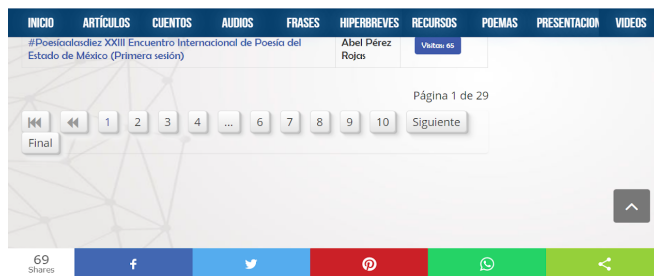 INICIO ARTÍCULOS CUENTOS AUDIOS FRASES HIPERBREVES RECURSOS POEMAS PRESENTACION VIDEOS
#Poesíaalasdiez XXIII Encuentro Internacional de Poesía del Abel Pérez Visitas: 65
Estado de México (Primera sesión) Rojas
Página 1 de 29
1 2 3 4 ... 6 7 8 9 10 Siguiente
Final
69
Shares